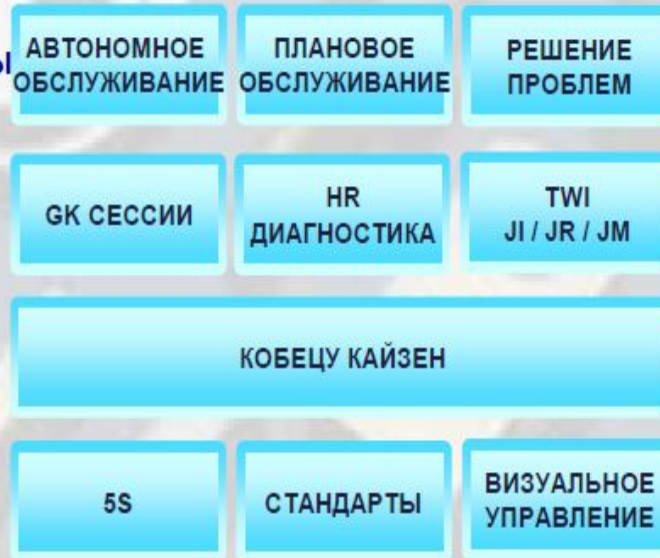 АВТОНОМНОЕ
ОБСЛУЖИВАНИЕ
ПЛАНОВОЕ
ОБСЛУЖИВАНИЕ
РЕШЕНИЕ
ПРОБЛЕМ
GK СЕССИИ
HR
ДИАГНОСТИКА
TWI
JI / JR / JM
КОБЕЦУ КАЙЗЕН
5S
СТАНДАРТЫ
ВИЗУАЛЬНОЕ
УПРАВЛЕНИЕ